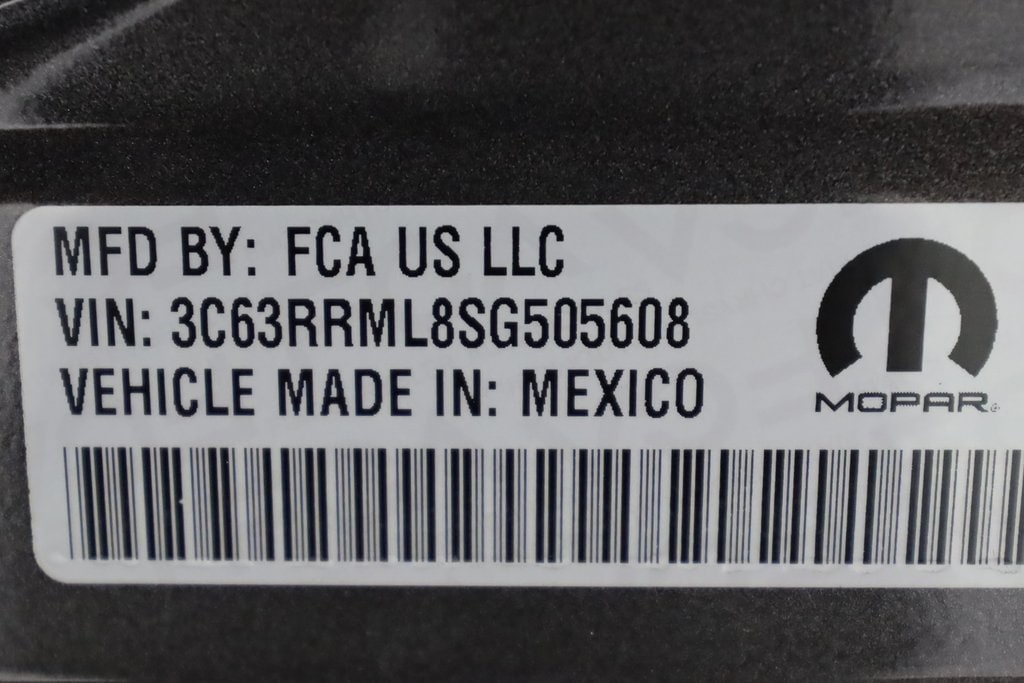 MFD BY: FCA US LLC
VIN: 3C63RRML8SG505608
VEHICLE MADE IN: MEXICO
MOPAR®